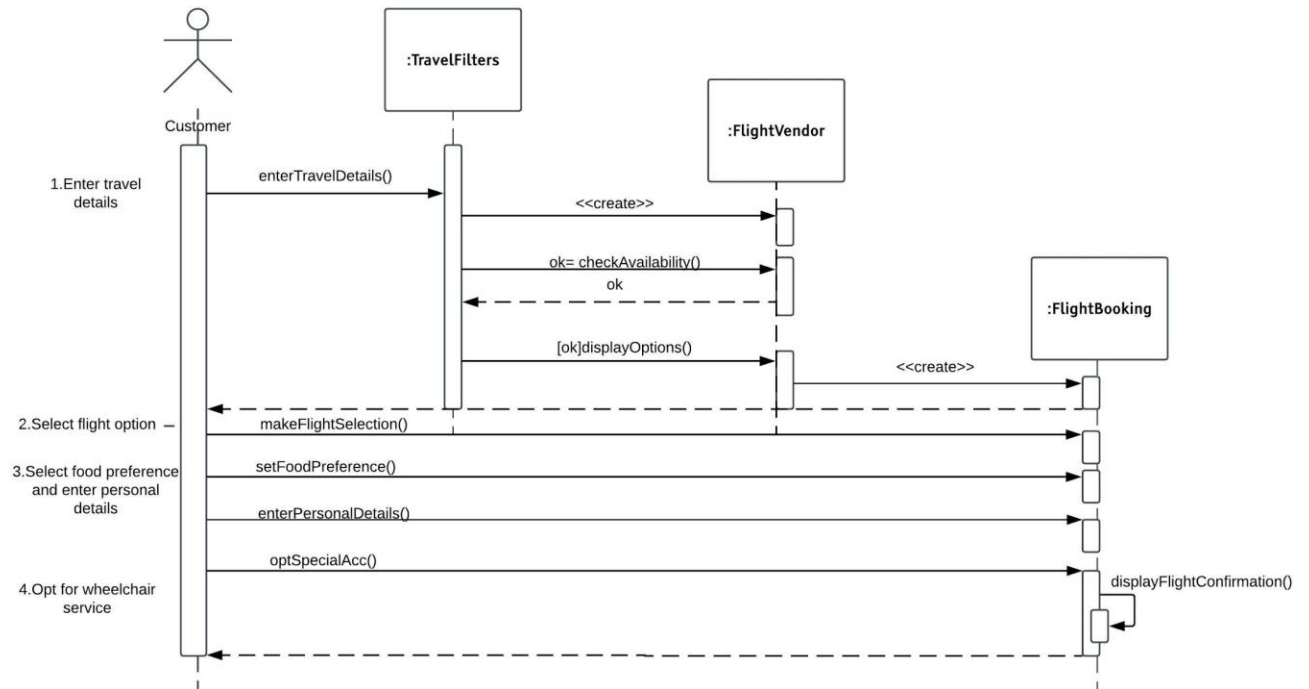 :TravelFilters
:FlightVendor
Customer
enterTravelDetails()
1.Enter travel
details
<<create>>
ok= checkAvailability()
ok
:FlightBooking
[ok]displayOptions()
<<create>>
2.Select flight option
makeFlightSelection()
3.Select food preference
and enter personal
details
setFoodPreference()
enterPersonalDetails()
optSpecialAcc()
4.Opt for wheelchair
service
displayFlightConfirmation()